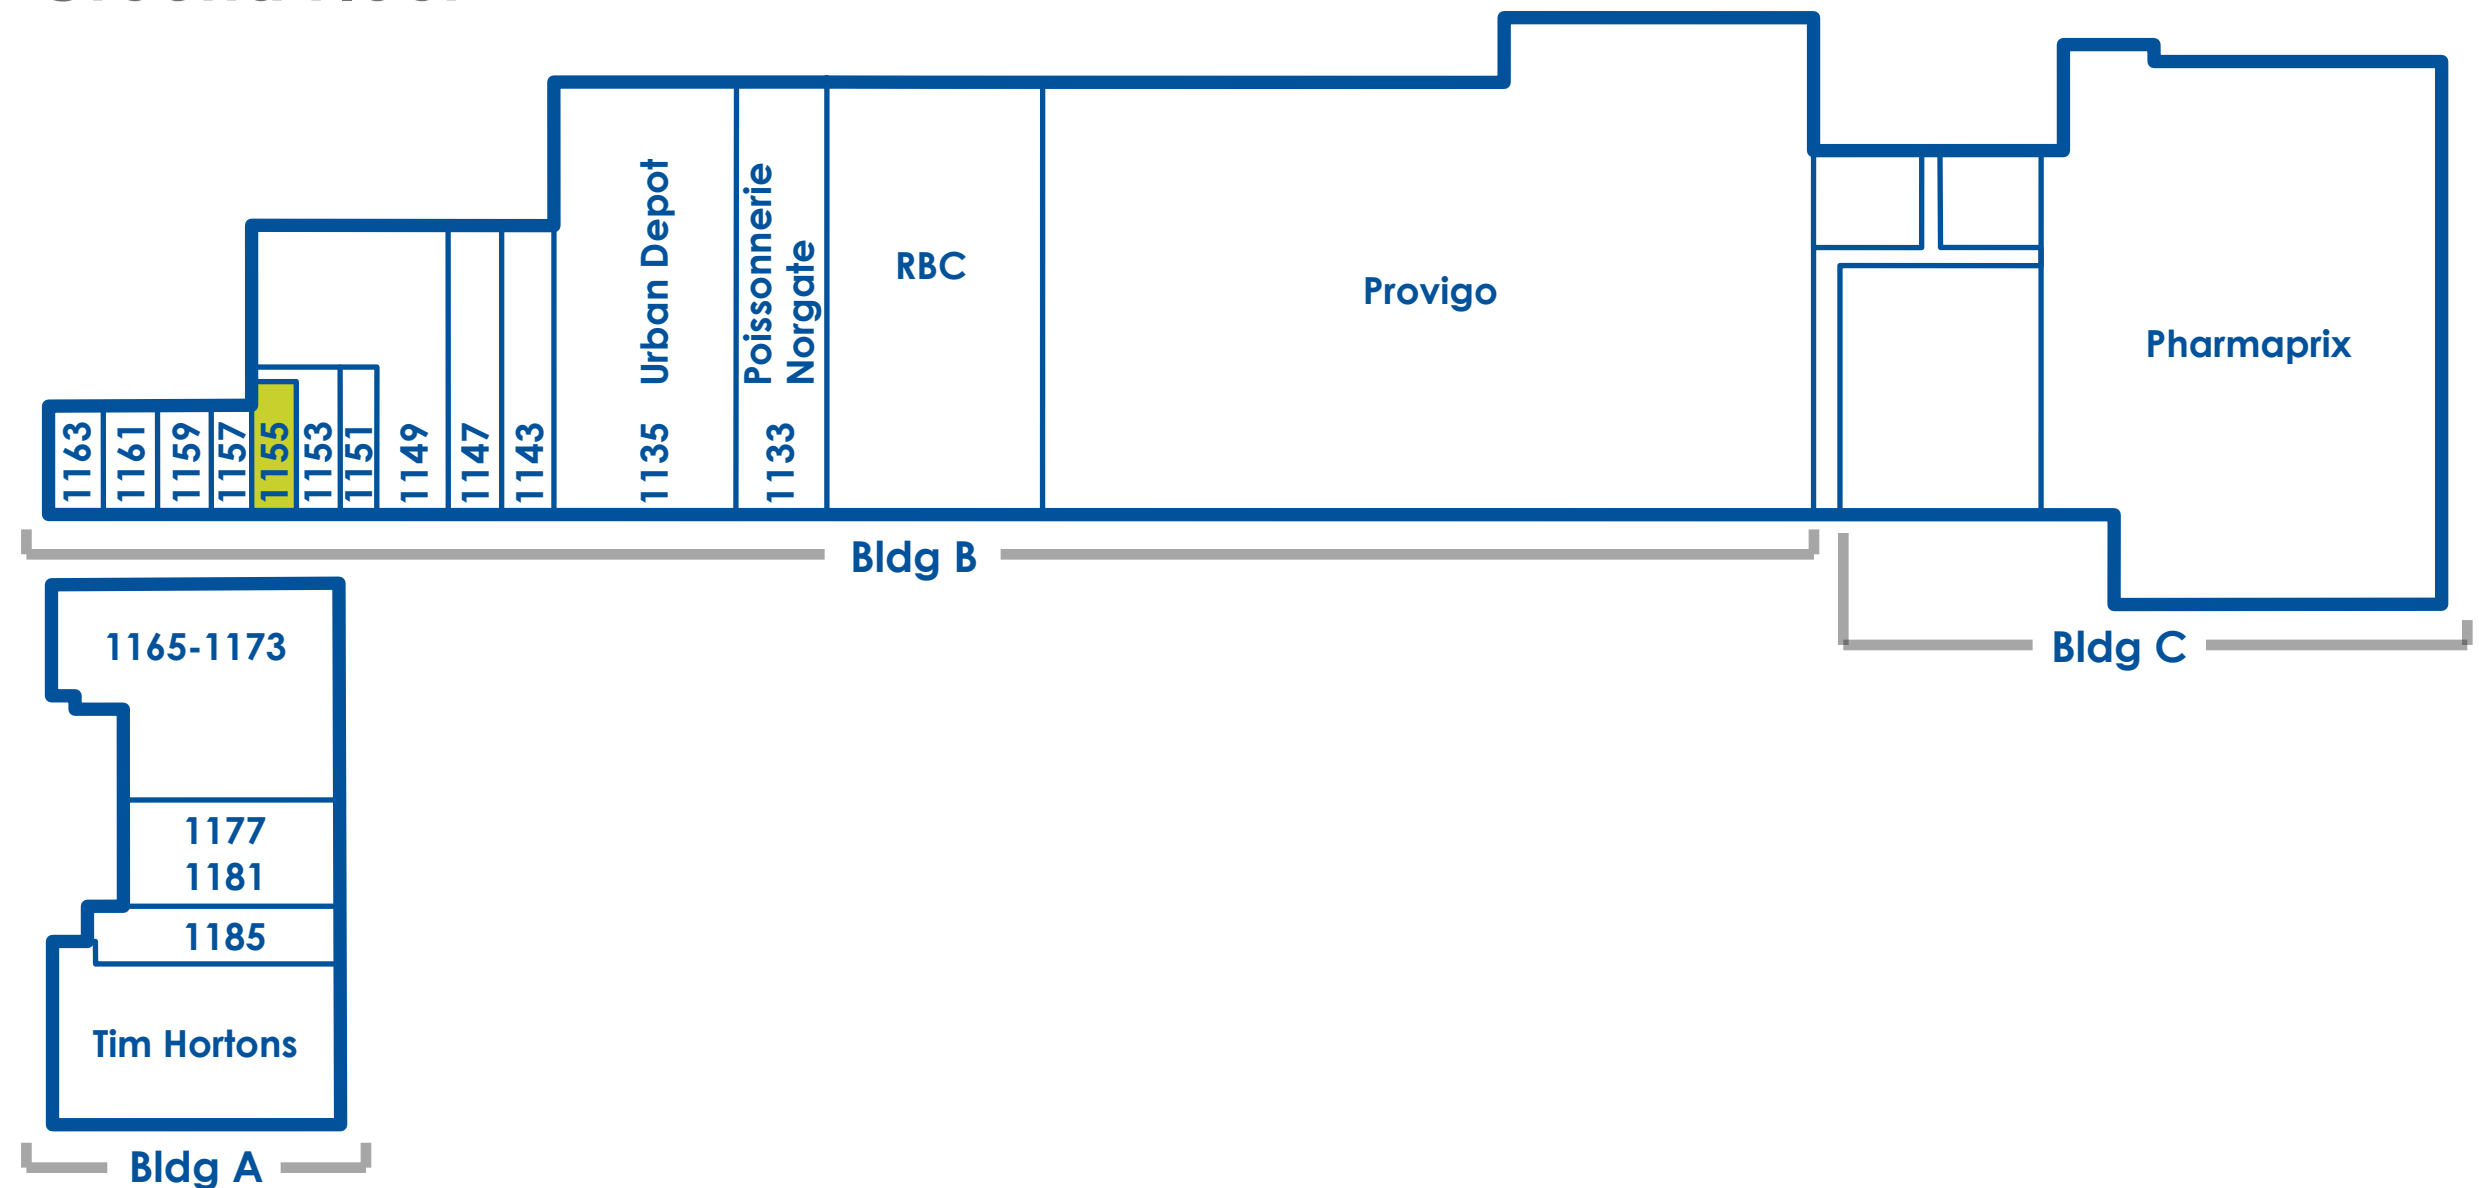 Urban Depot
Poissonnerie
Norgate
RBC
Provigo
Pharmaprix
1163
1161
1159
1157
1155
1153
1151
1149
1147
1143
1135
1133
Bldg B
Bldg C
1165-1173
1177
1181
1185
Tim Hortons
Bldg A